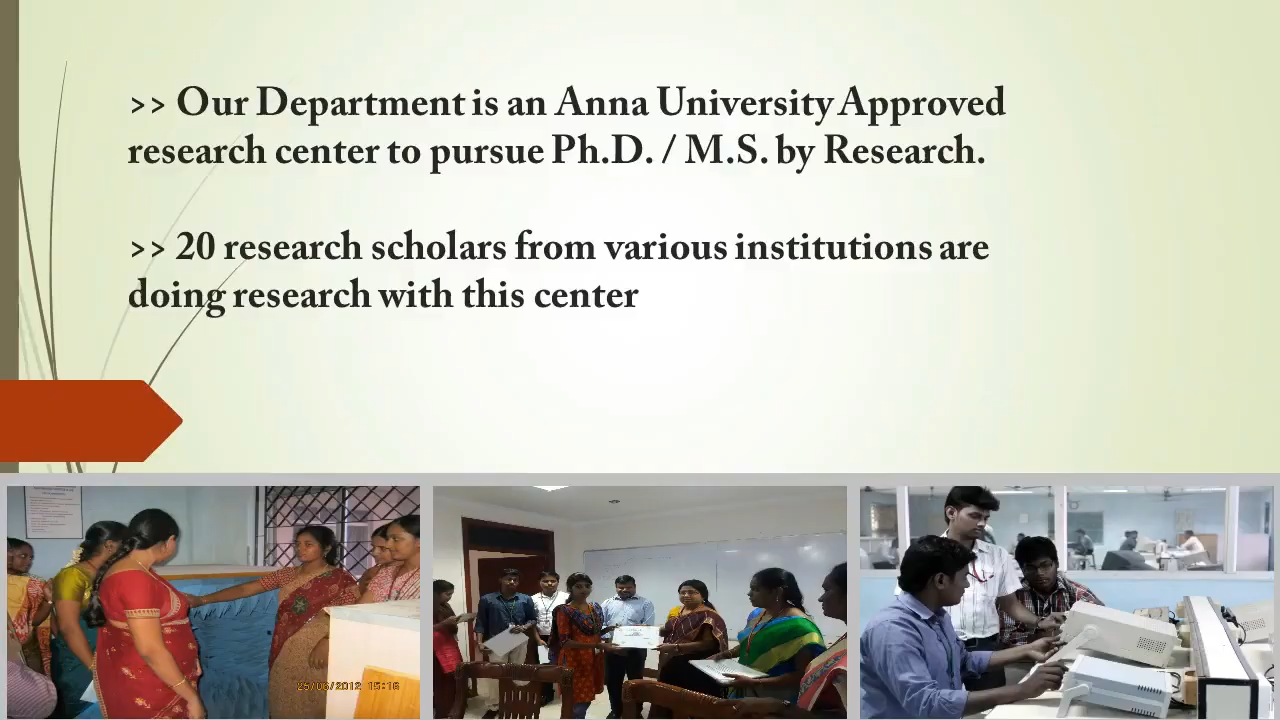 >> Our Department is an Anna University Approved
research center to pursue Ph.D. / M.S. by Research.
>> 20 research scholars from various institutions are
doing research with this center
25/06/2012 15:16